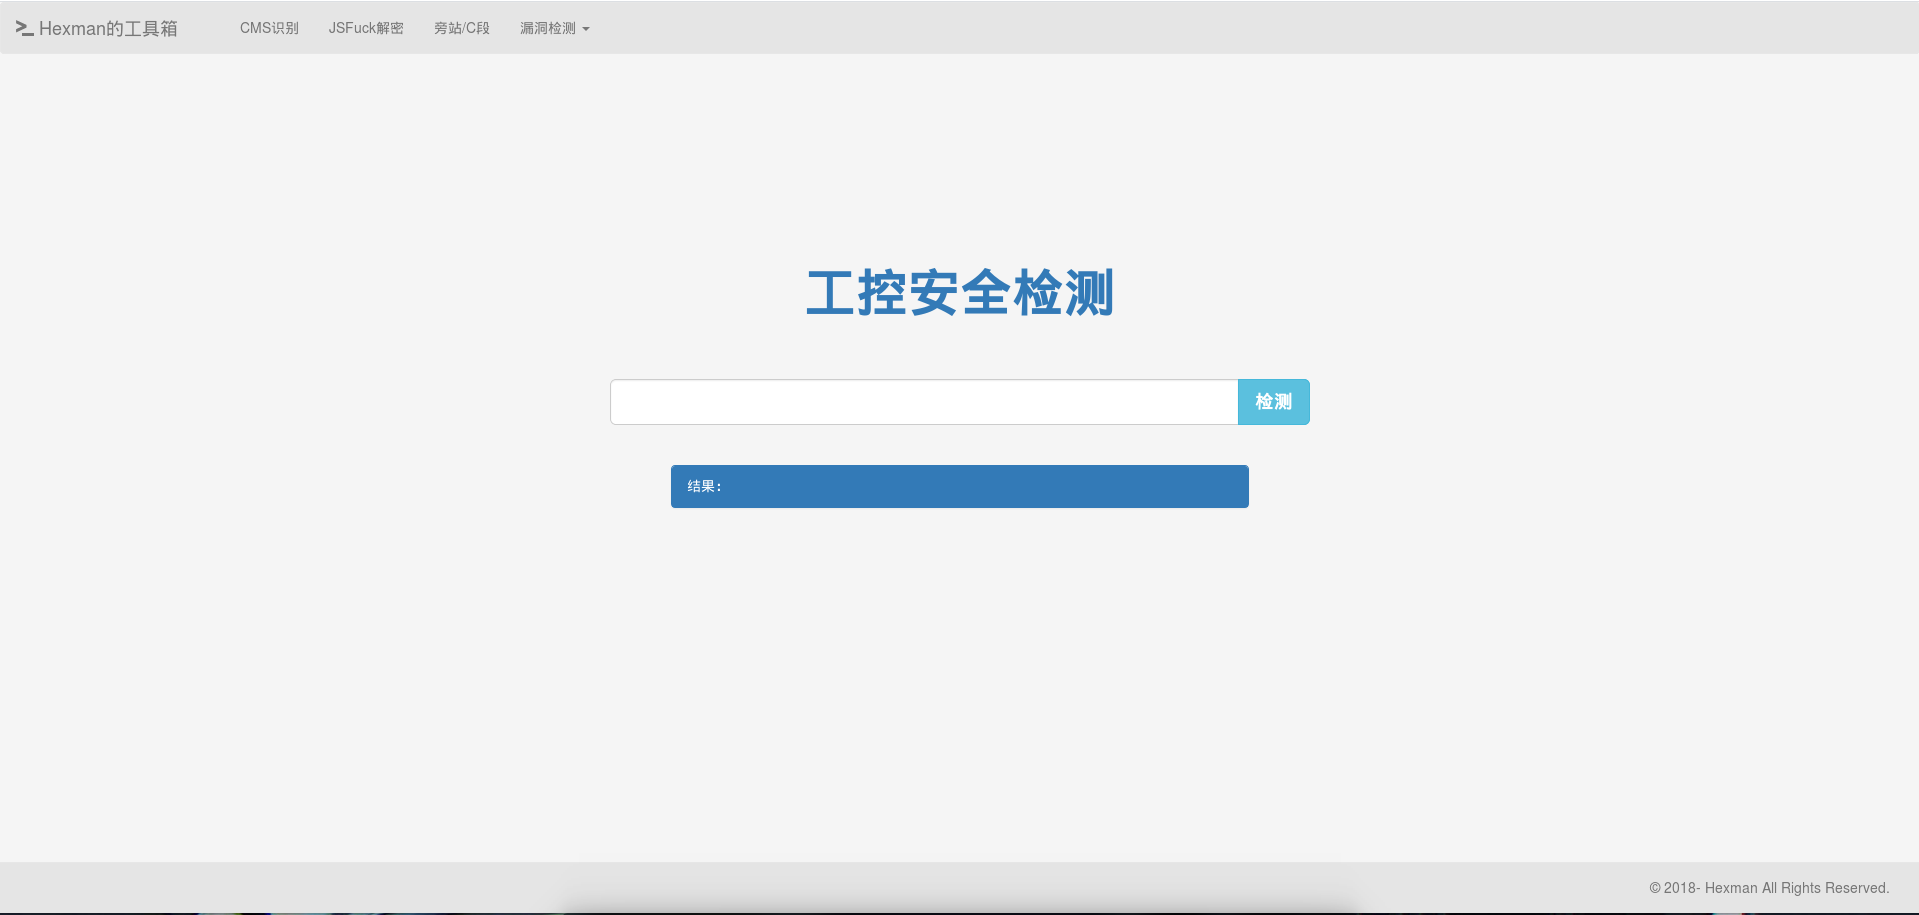 Hexman的工具箱 CMS识别 JSFuck解密 旁站/C段 漏洞检测
工控安全检测
检测
结果:
© 2018- Hexman All Rights Reserved.